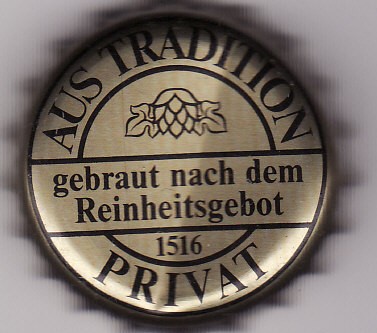 AUS TRADITION
gebraut nach dem
Reinheitsgebot
1516
PRIVAT